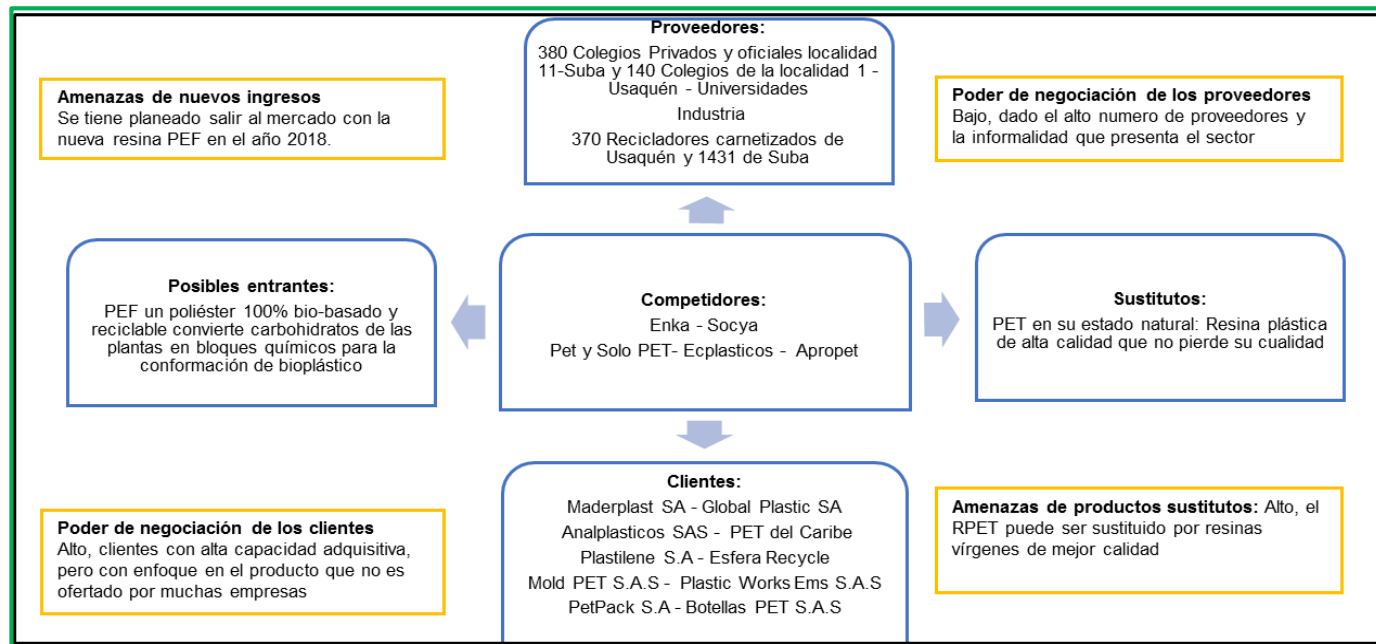 Proveedores:
380 Colegios Privados y oficiales localidad
11-Suba y 140 Colegios de la localidad 1 -
Usaquén - Universidades
Industria
370 Recicladores carnetizados de
Usaquén y 1431 de Suba
Amenazas de nuevos ingresos
Se tiene planeado salir al mercado con la
nueva resina PEF en el año 2018.
Poder de negociación de los proveedores
Bajo, dado el alto numero de proveedores y
la informalidad que presenta el sector
Posibles entrantes:
PEF un poliéster 100% bio-basado y
reciclable convierte carbohidratos de las
plantas en bloques químicos para la
conformación de bioplástico
Competidores:
Enka - Socya
Pet y Solo PET- Ecplasticos - Apropet
Sustitutos:
PET en su estado natural: Resina plástica
de alta calidad que no pierde su cualidad
Poder de negociación de los clientes
Alto, clientes con alta capacidad adquisitiva,
pero con enfoque en el producto que no es
ofertado por muchas empresas
Clientes:
Maderplast SA - Global Plastic SA
Analplasticos SAS - PET del Caribe
Plastilene S.A - Esfera Recycle
Mold PET S.A.S - Plastic Works Ems S.A.S
PetPack S.A - Botellas PET S.A.S
Amenazas de productos sustitutos: Alto, el
RPET puede ser sustituido por resinas
vírgenes de mejor calidad